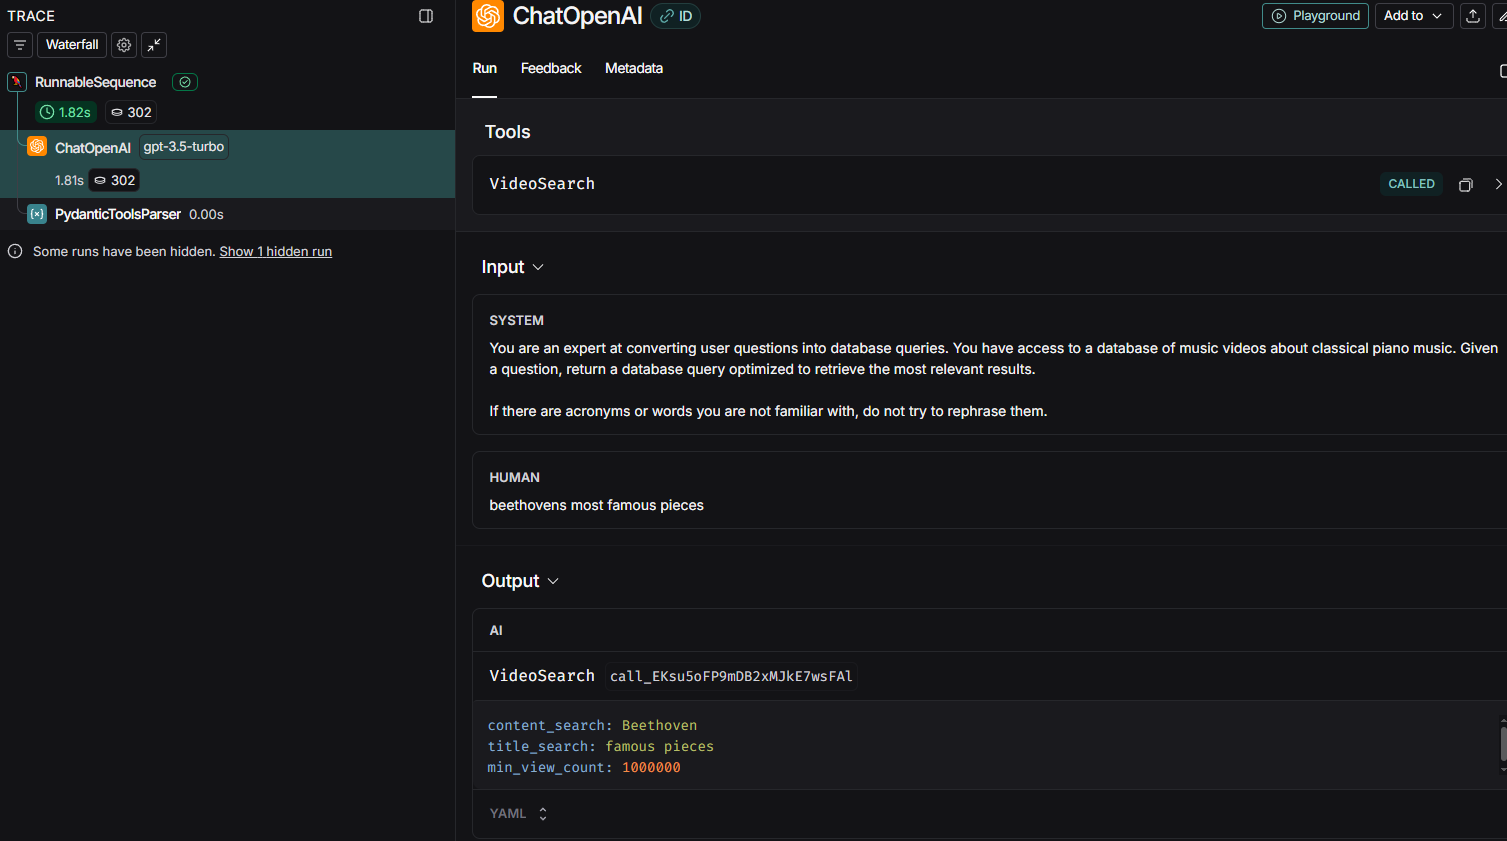 TRACE
Waterfall
RunnableSequence
1.82s 302
ChatOpenAI gpt-3.5-turbo
1.81s 302
PydanticToolsParser 0.00s
Some runs have been hidden. Show 1 hidden run
ChatOpenAI ID
Playground Add to
Run Feedback Metadata
Tools
VideoSearch CALLED
Input
SYSTEM
You are an expert at converting user questions into database queries. You have access to a database of music videos about classical piano music. Given
a question, return a database query optimized to retrieve the most relevant results.
If there are acronyms or words you are not familiar with, do not try to rephrase them.
HUMAN
beethovens most famous pieces
Output
AI
VideoSearch call_EKsu5oFP9mDB2xMJkE7wsFAl
content_search: Beethoven
title_search: famous pieces
min_view_count: 1000000
YAML